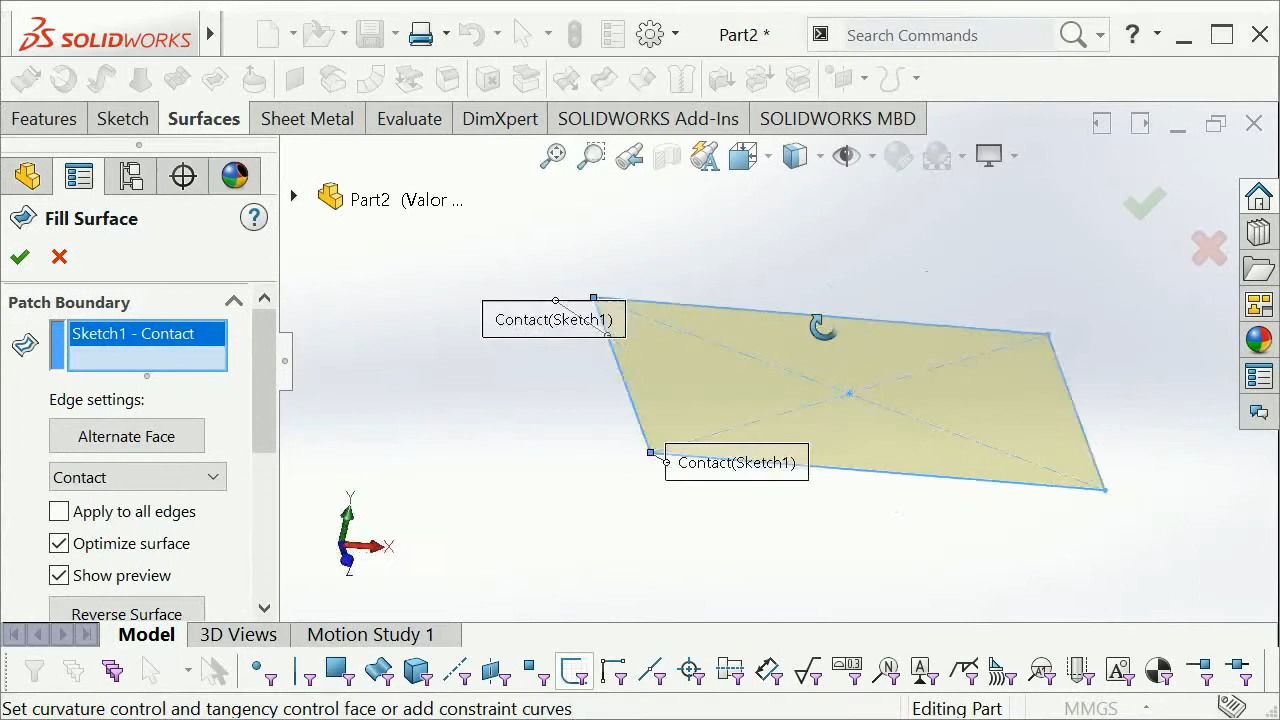 SOLIDWORKS
Part2 *
Search Commands
?
Features
Sketch
Surfaces
Sheet Metal
Evaluate
DimXpert
SOLIDWORKS Add-Ins
SOLIDWORKS MBD
Part2 (Valor ...
Fill Surface
?
Patch Boundary
Sketch1 - Contact
Edge settings:
Alternate Face
Contact
Apply to all edges
Optimize surface
Show preview
Reverse Surface
Contact(Sketch1)
Contact(Sketch1)
Y
X
Z
Model
3D Views
Motion Study 1
Set curvature control and tangency control face or add constraint curves
Editing Part
MMGS